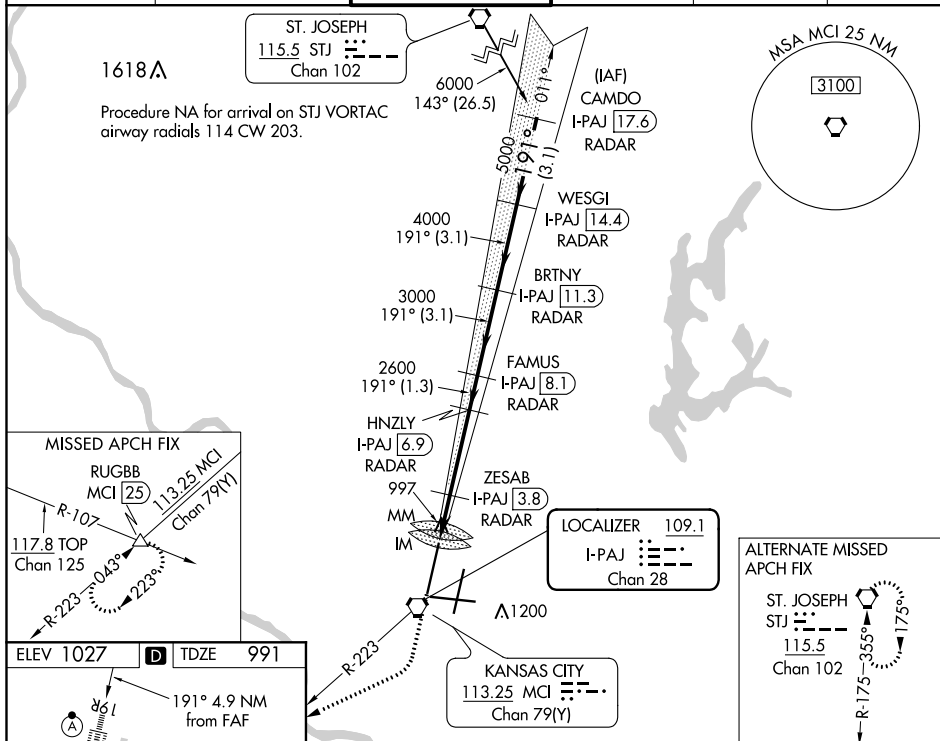 ST. JOSEPH
115.5 STJ
Chan 102
1618
Procedure NA for arrival on STJ VORTAC
airway radials 114 CW 203.
6000
143° (26.5)
011°
(IAF)
CAMDO
I-PAJ 17.6
RADAR
MSA MCI 25 NM
3100
5000
191°
(3.1)
WESGI
I-PAJ 14.4
RADAR
4000
191° (3.1)
BRTNY
I-PAJ 11.3
RADAR
3000
191° (3.1)
FAMUS
I-PAJ 8.1
RADAR
2600
191° (1.3)
HNZLY
I-PAJ 6.9
RADAR
ZESAB
I-PAJ 3.8
RADAR
997
MM
IM
LOCALIZER 109.1
I-PAJ
Chan 28
1200
KANSAS CITY
113.25 MCI
Chan 79(Y)
R-223
MISSED APCH FIX
RUGBB
MCI 25
113.25 MCI
Chan 79(Y)
R-107
117.8 TOP
Chan 125
043°
223°
R-223
ALTERNATE MISSED
APCH FIX
ST. JOSEPH
STJ
115.5
Chan 102
175°
355°
R-175
ELEV 1027 D TDZE 991
191° 4.9 NM
from FAF
19R
A